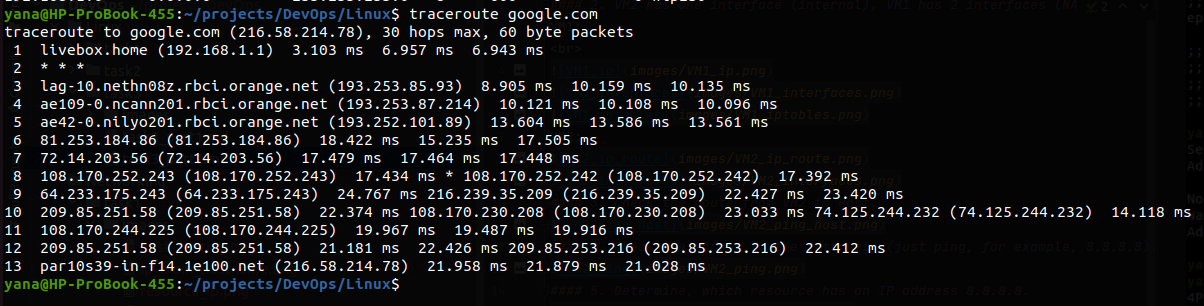 yana@HP-ProBook-455:~/projects/DevOps/Linux$ traceroute google.com
traceroute to google.com (216.58.214.78), 30 hops max, 60 byte packets
 1  livebox.home (192.168.1.1)  3.103 ms  6.957 ms  6.943 ms
 2  * * *
 3  lag-10.nethn08z.rbci.orange.net (193.253.85.93)  8.905 ms  10.159 ms  10.135 ms
 4  ae109-0.ncann201.rbci.orange.net (193.253.87.214)  10.121 ms  10.108 ms  10.096 ms
 5  ae42-0.nilyo201.rbci.orange.net (193.252.101.89)  13.604 ms  13.586 ms  13.561 ms
 6  81.253.184.86 (81.253.184.86)  18.422 ms  15.235 ms  17.505 ms
 7  72.14.203.56 (72.14.203.56)  17.479 ms  17.464 ms  17.448 ms
 8  108.170.252.243 (108.170.252.243)  17.434 ms * 108.170.252.242 (108.170.252.242)  17.392 ms
 9  64.233.175.243 (64.233.175.243)  24.767 ms 216.239.35.209 (216.239.35.209)  22.427 ms  23.420 ms
10  209.85.251.58 (209.85.251.58)  22.374 ms 108.170.230.208 (108.170.230.208)  23.033 ms 74.125.244.232 (74.125.244.232)  14.118 ms
11  108.170.244.225 (108.170.244.225)  19.967 ms  19.487 ms  19.916 ms
12  209.85.251.58 (209.85.251.58)  21.181 ms  22.426 ms 209.85.253.216 (209.85.253.216)  22.412 ms
13  par10s39-in-f14.1e100.net (216.58.214.78)  21.958 ms  21.879 ms  21.028 ms
yana@HP-ProBook-455:~/projects/DevOps/Linux$